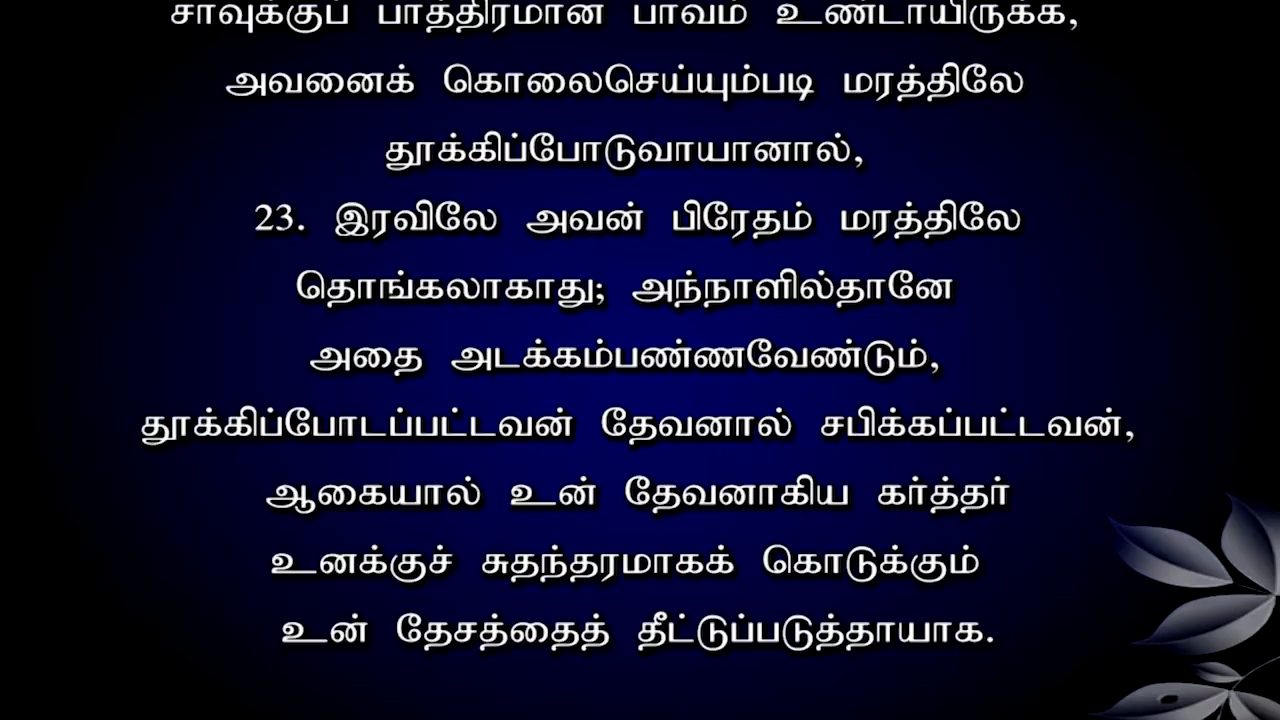 சாவுக்குப் பாத்திரமான பாவம் உண்டாயிருக்க,
அவனைக் கொலைசெய்யும்படி மரத்திலே
தூக்கிப்போடுவாயானால்,
23. இரவிலே அவன் பிரேதம் மரத்திலே
தொங்கலாகாது; அந்நாளில்தானே
அதை அடக்கம்பண்ணவேண்டும்,
தூக்கிப்போடப்பட்டவன் தேவனால் சபிக்கப்பட்டவன்,
ஆகையால் உன் தேவனாகிய கர்த்தர்
உனக்குச் சுதந்தரமாகக் கொடுக்கும்
உன் தேசத்தைத் தீட்டுப்படுத்தாயாக.